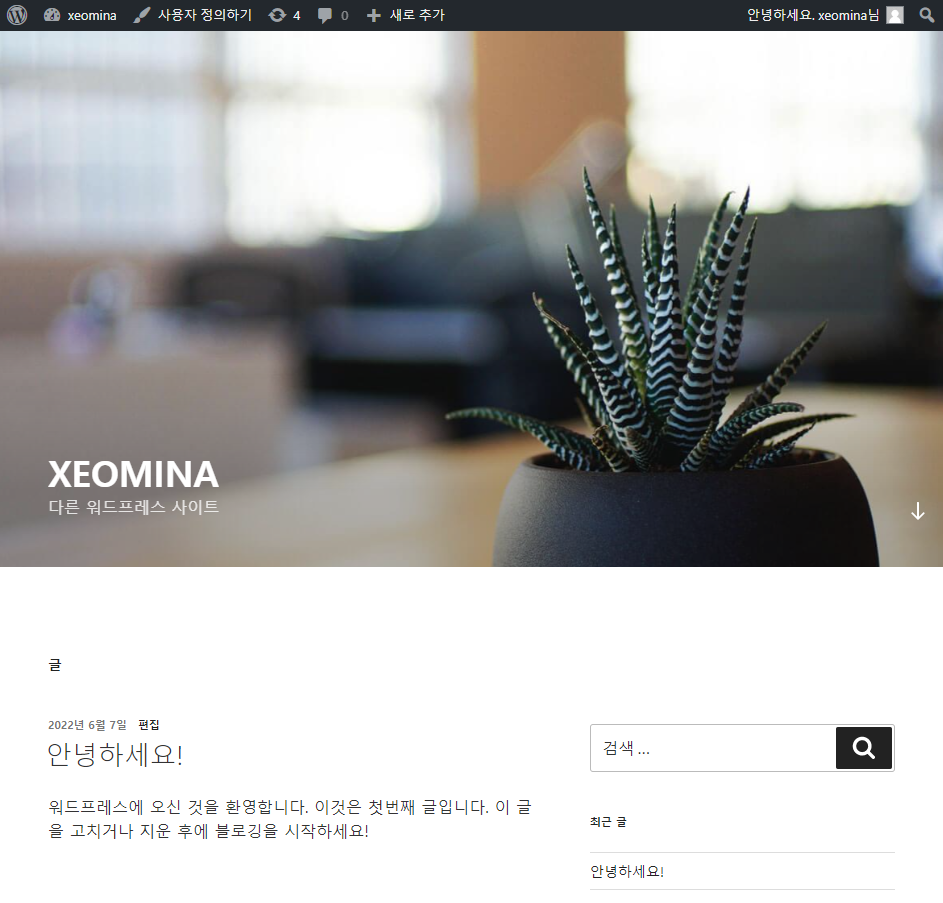 xeomina 사용자 정의하기 4 0 새로 추가 안녕하세요. xeomina님
XEOMINA
다른 워드프레스 사이트
글
2022년 6월 7일 편집
안녕하세요!
워드프레스에 오신 것을 환영합니다. 이것은 첫번째 글입니다. 이 글
을 고치거나 지운 후에 블로깅을 시작하세요!
검색 ...
최근 글
안녕하세요!